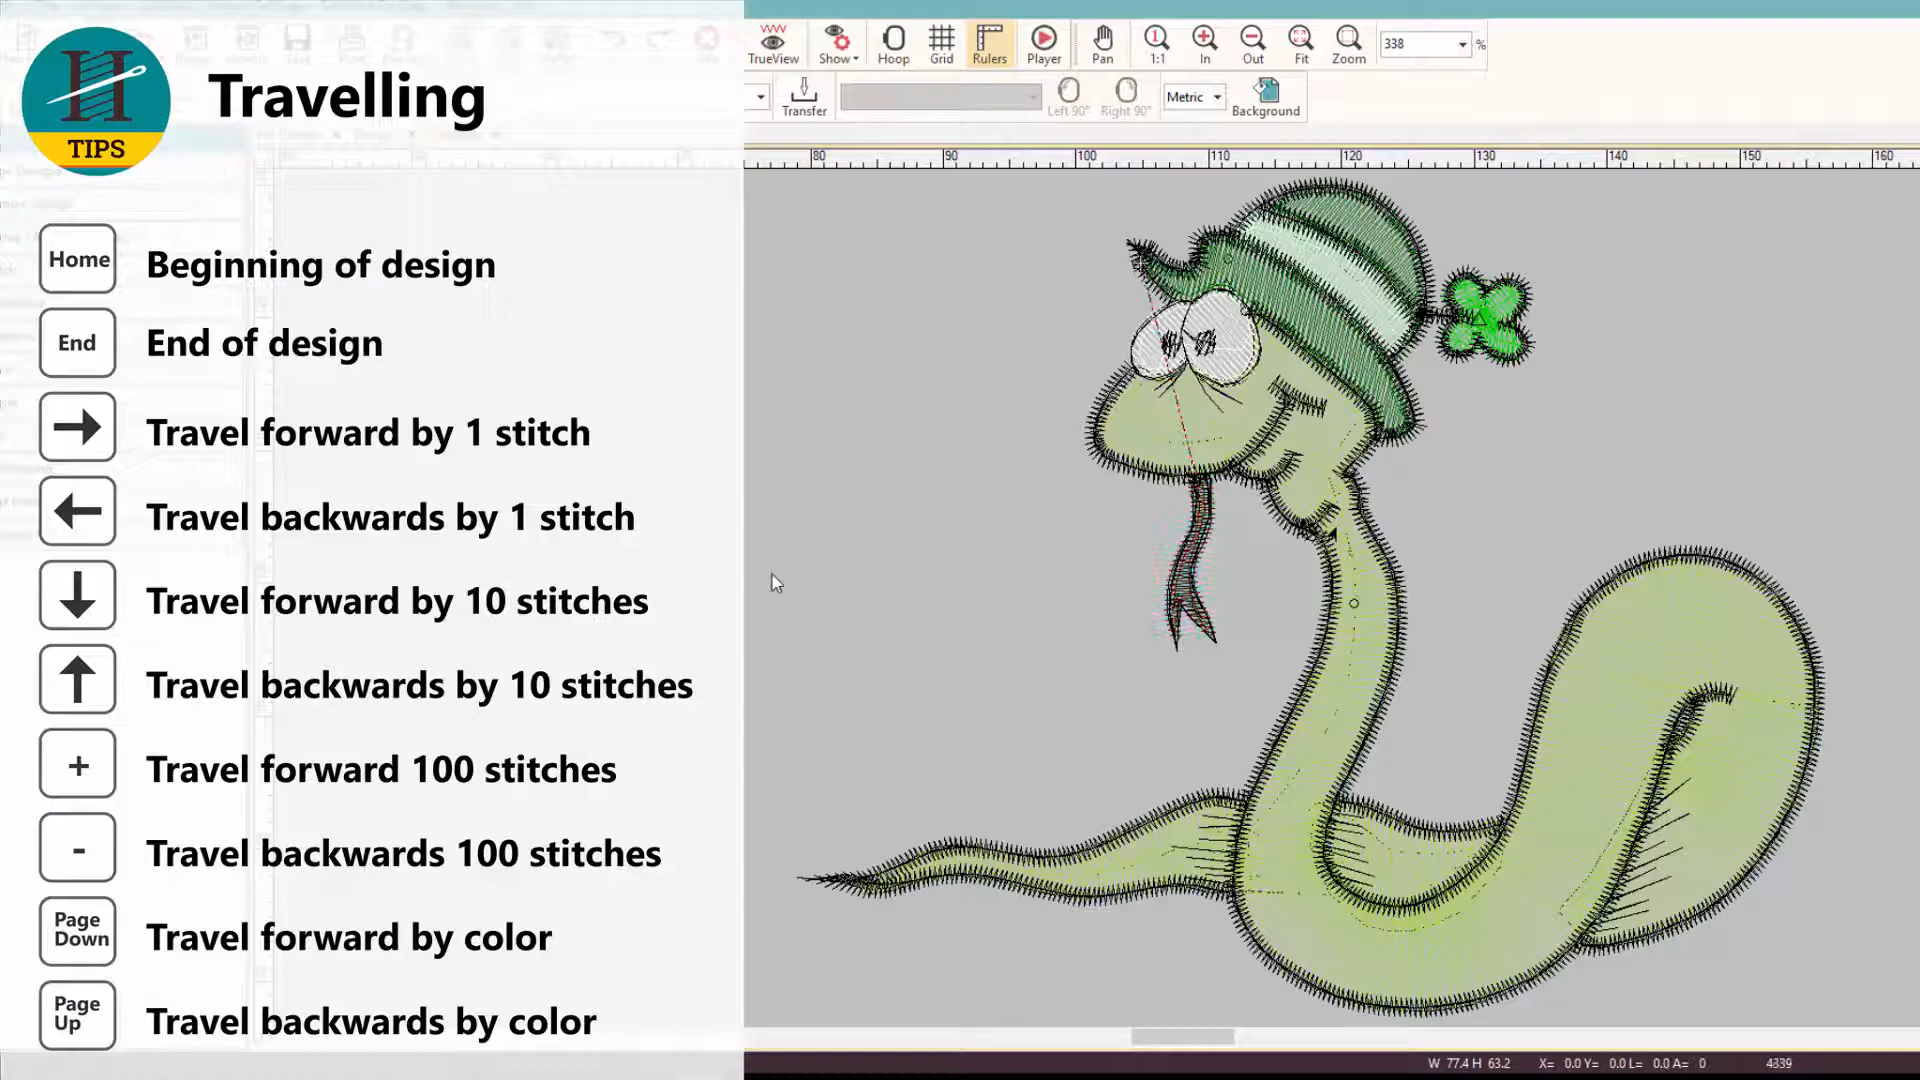 H
TIPS
Travelling
Home Beginning of design
End End of design
→ Travel forward by 1 stitch
← Travel backwards by 1 stitch
↓ Travel forward by 10 stitches
↑ Travel backwards by 10 stitches
+ Travel forward 100 stitches
- Travel backwards 100 stitches
Page Down Travel forward by color
Page Up Travel backwards by color
TrueView Show Hoop Grid Rulers Player Pan 1:1 In Out Fit Zoom 338 %
Transfer Left 90° Right 90° Metric Background
80 90 100 110 120 130 140 150 160
W 77.4 H 63.2 X= 0.0 Y= 0.0 L= 0.0 A= 0 4839